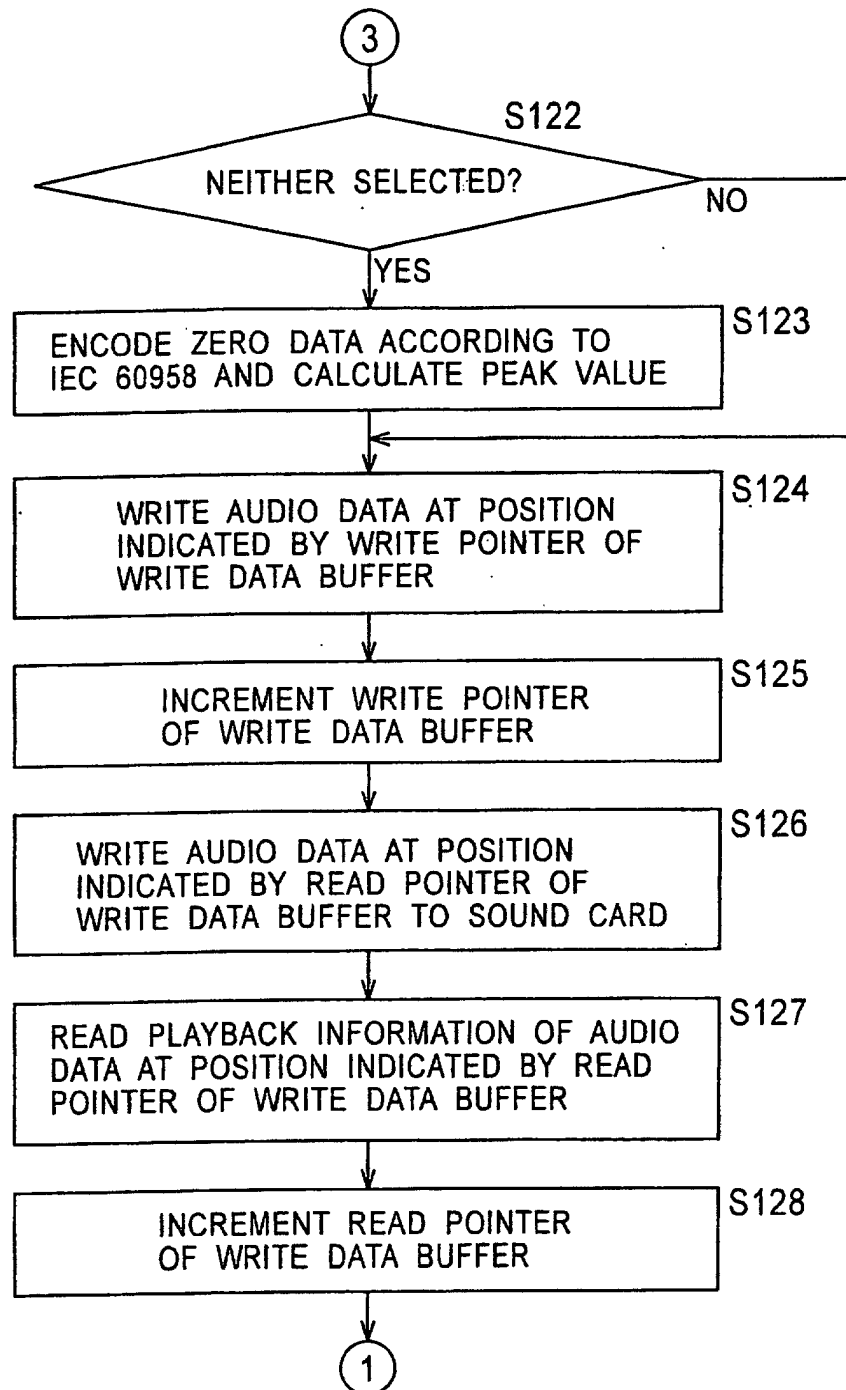 3
S122
NEITHER SELECTED?
NO
YES
S123
ENCODE ZERO DATA ACCORDING TO
IEC 60958 AND CALCULATE PEAK VALUE
S124
WRITE AUDIO DATA AT POSITION
INDICATED BY WRITE POINTER OF
WRITE DATA BUFFER
S125
INCREMENT WRITE POINTER
OF WRITE DATA BUFFER
S126
WRITE AUDIO DATA AT POSITION
INDICATED BY READ POINTER OF
WRITE DATA BUFFER TO SOUND CARD
S127
READ PLAYBACK INFORMATION OF AUDIO
DATA AT POSITION INDICATED BY READ
POINTER OF WRITE DATA BUFFER
S128
INCREMENT READ POINTER
OF WRITE DATA BUFFER
1